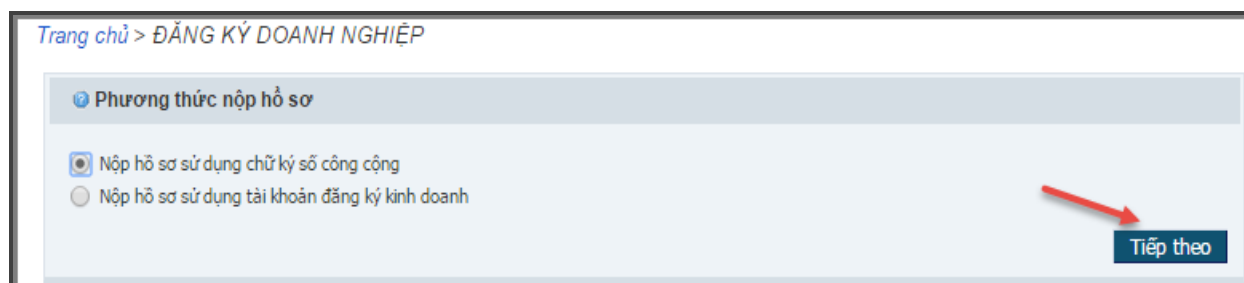 Trang chủ > ĐĂNG KÝ DOANH NGHIỆP
Phương thức nộp hồ sơ
Nộp hồ sơ sử dụng chữ ký số công cộng
Nộp hồ sơ sử dụng tài khoản đăng ký kinh doanh
Tiếp theo